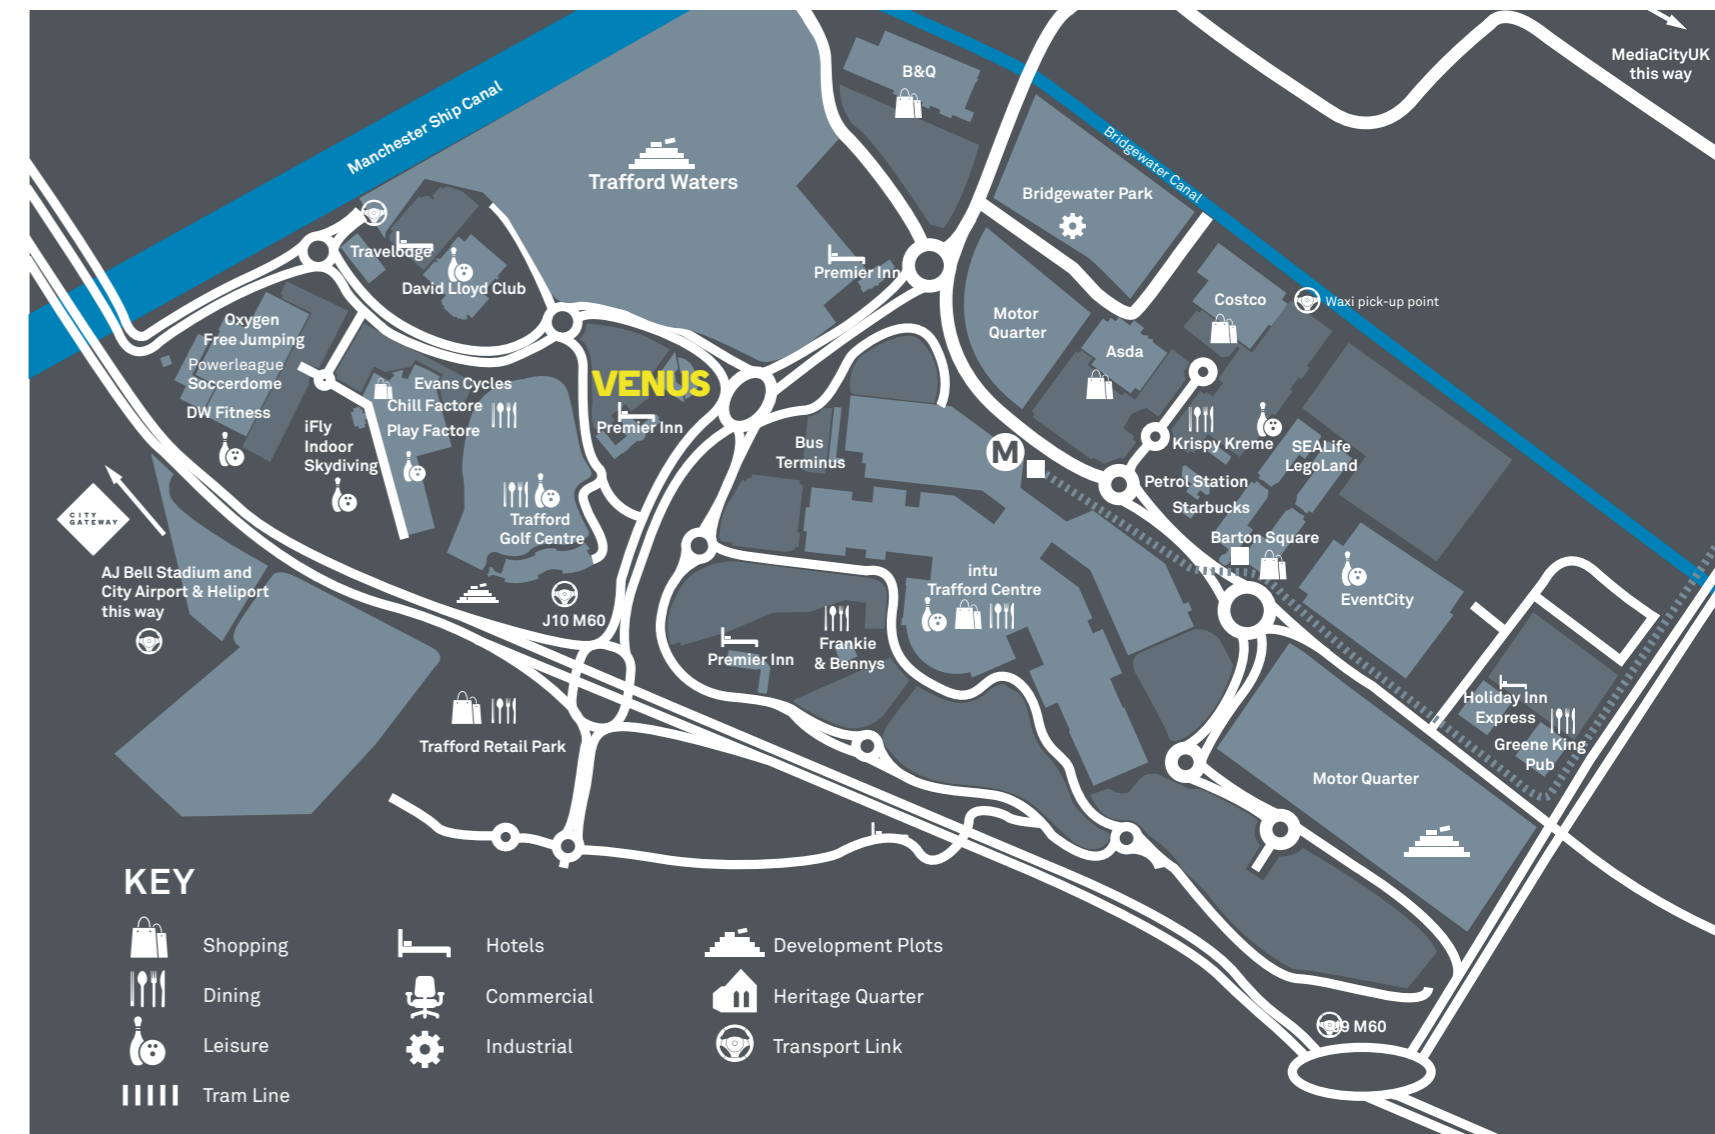 MediaCityUK
this way
B&Q
Manchester Ship Canal
Bridgewater Canal
Trafford Waters
Bridgewater Park
Travelodge
Premier Inn
David Lloyd Club
Costco
Waxi pick-up point
Oxygen
Free Jumping
Motor
Quarter
Asda
Powerleague
Soccerdome
VENUS
Evans Cycles
Chill Factore
Play Factore
DW Fitness
Premier Inn
iFly
Indoor
Skydiving
Bus
Terminus
M
Krispy Kreme
SEALife
LegoLand
Petrol Station
Starbucks
CITY
GATEWAY
Trafford
Golf Centre
Barton Square
AJ Bell Stadium and
City Airport & Heliport
this way
intu
Trafford Centre
EventCity
J10 M60
Frankie
& Bennys
Premier Inn
Holiday Inn
Express
Greene King
Pub
Trafford Retail Park
Motor Quarter
KEY
Shopping
Hotels
Development Plots
Dining
Commercial
Heritage Quarter
Leisure
Industrial
Transport Link
J9 M60
Tram Line